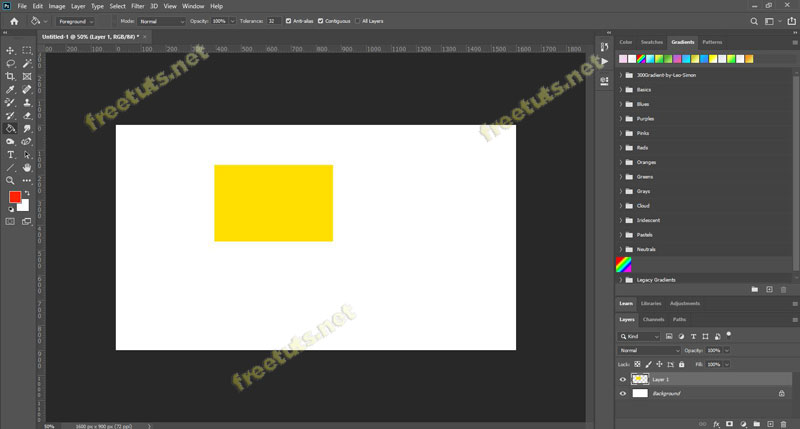 Ps File Edit Image Layer Type Select Filter 3D View Window Help
Foreground Mode: Normal Opacity: 100% Tolerance: 32 Anti-alias Contiguous All Layers
Untitled-1 @ 50% (Layer 1, RGB/8#) * ×
freetuts.net
freetuts.net
freetuts.net
50% 1600 px x 900 px (72 ppi)
Color Swatches Gradients Patterns
300Gradient-by-Leo-Simon
Basics
Blues
Purples
Pinks
Reds
Oranges
Greens
Grays
Cloud
Iridescent
Pastels
Neutrals
Legacy Gradients
Learn Libraries Adjustments
Layers Channels Paths
Kind
Normal Opacity: 100%
Lock: Fill: 100%
Layer 1
Background